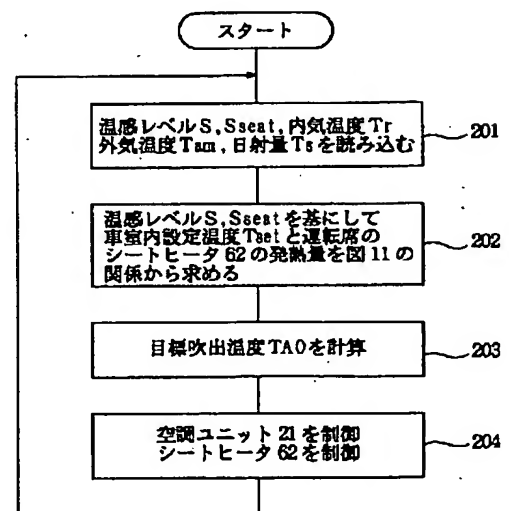 スタート
温感レベルS,Sseat,内気温度Tr
外気温度Tam,日射量Tsを読み込む
201
温感レベルS,Sseatを基にして
車室内設定温度Tsetと運転席の
シートヒータ62の発熱量を図11の
関係から求める
202
目標吹出温度TAOを計算
203
空調ユニット21を制御
シートヒータ62を制御
204